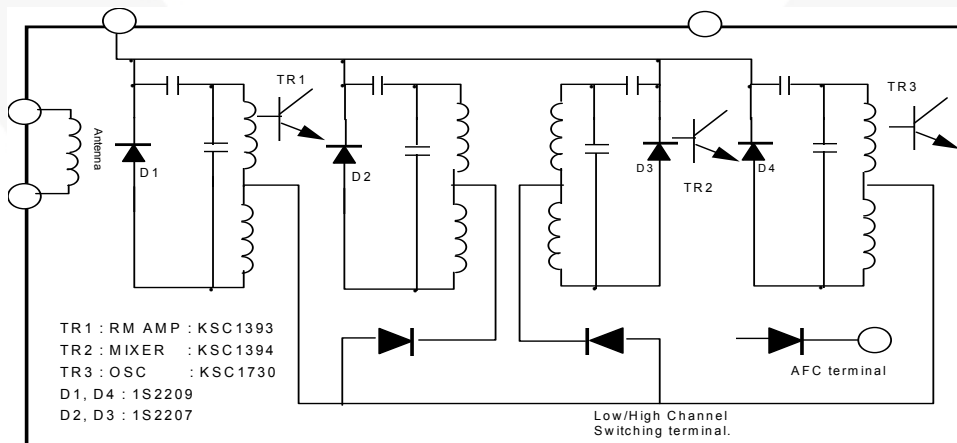 TR1
TR3
Antenna
D1
D2
D3
TR2
D4
TR1 : RM AMP : KSC1393
TR2 : MIXER : KSC1394
TR3 : OSC : KSC1730
D1, D4 : 1S2209
D2, D3 : 1S2207
AFC terminal
Low/High Channel
Switching terminal.